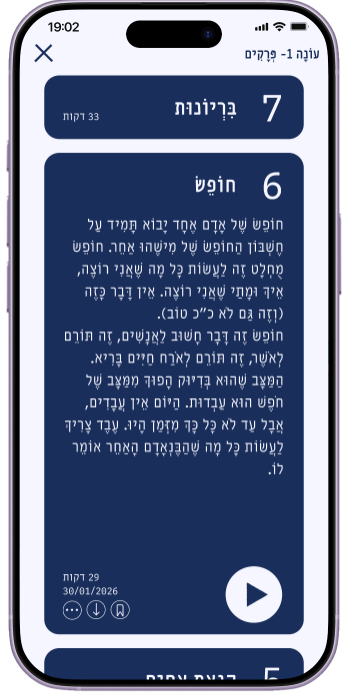 19:02
עוֹנָה 1- פְּרָקִים
7
בִּרְיוֹנוּת
33 דקות
6
חוֹפֶשׂ
חוֹפֶשׂ שֶׁל אָדָם אֶחָד יָבוֹא תָּמִיד עַל
חֶשְׁבּוֹן הַחוֹפֶשׂ שֶׁל מִישֶׁהוּ אַחֵר. חוֹפֶשׂ
מֻחְלָט זֶה לַעֲשׂוֹת כָּל מָה שֶׁאֲנִי רוֹצֶה,
אֵיךְ וּמָתַי שֶׁאֲנִי רוֹצֶה. אֵין דָּבָר כָּזֶה
(וְזֶה גַּם לֹא כ״כ טוֹב).
חוֹפֶשׂ זֶה דָּבָר חָשׁוּב לַאֲנָשִׁים, זֶה תּוֹרֵם
לְאֹשֶׁר, זֶה תּוֹרֵם לְאֹרַח חַיִּים בָּרִיא.
הַמַּצָּב שֶׁהוּא בְּדִיּוּק הָפוּךְ מִמַּצָּב שֶׁל
חֹפֶשׁ הוּא עַבְדוּת. הַיּוֹם אֵין עֲבָדִים,
אֲבָל עַד לֹא כָּל כָּךְ מִזְּמַן הָיוּ. עֶבֶד צָרִיךְ
לַעֲשׂוֹת כָּל מָה שֶׁהַבֶּנְאָדָם הָאַחֵר אוֹמֵר
לוֹ.
29 דקות
30/01/2026
5